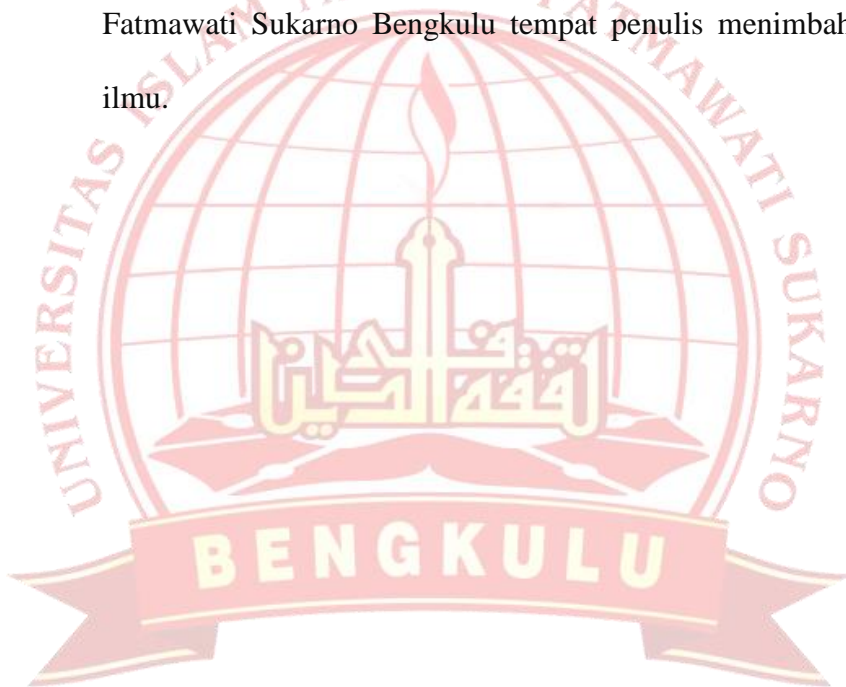 Fatmawati Sukarno Bengkulu tempat penulis menimbah
ilmu.
UNIVERSITAS ISLAM
FATMAWATI SUKARNO
BENGKULU